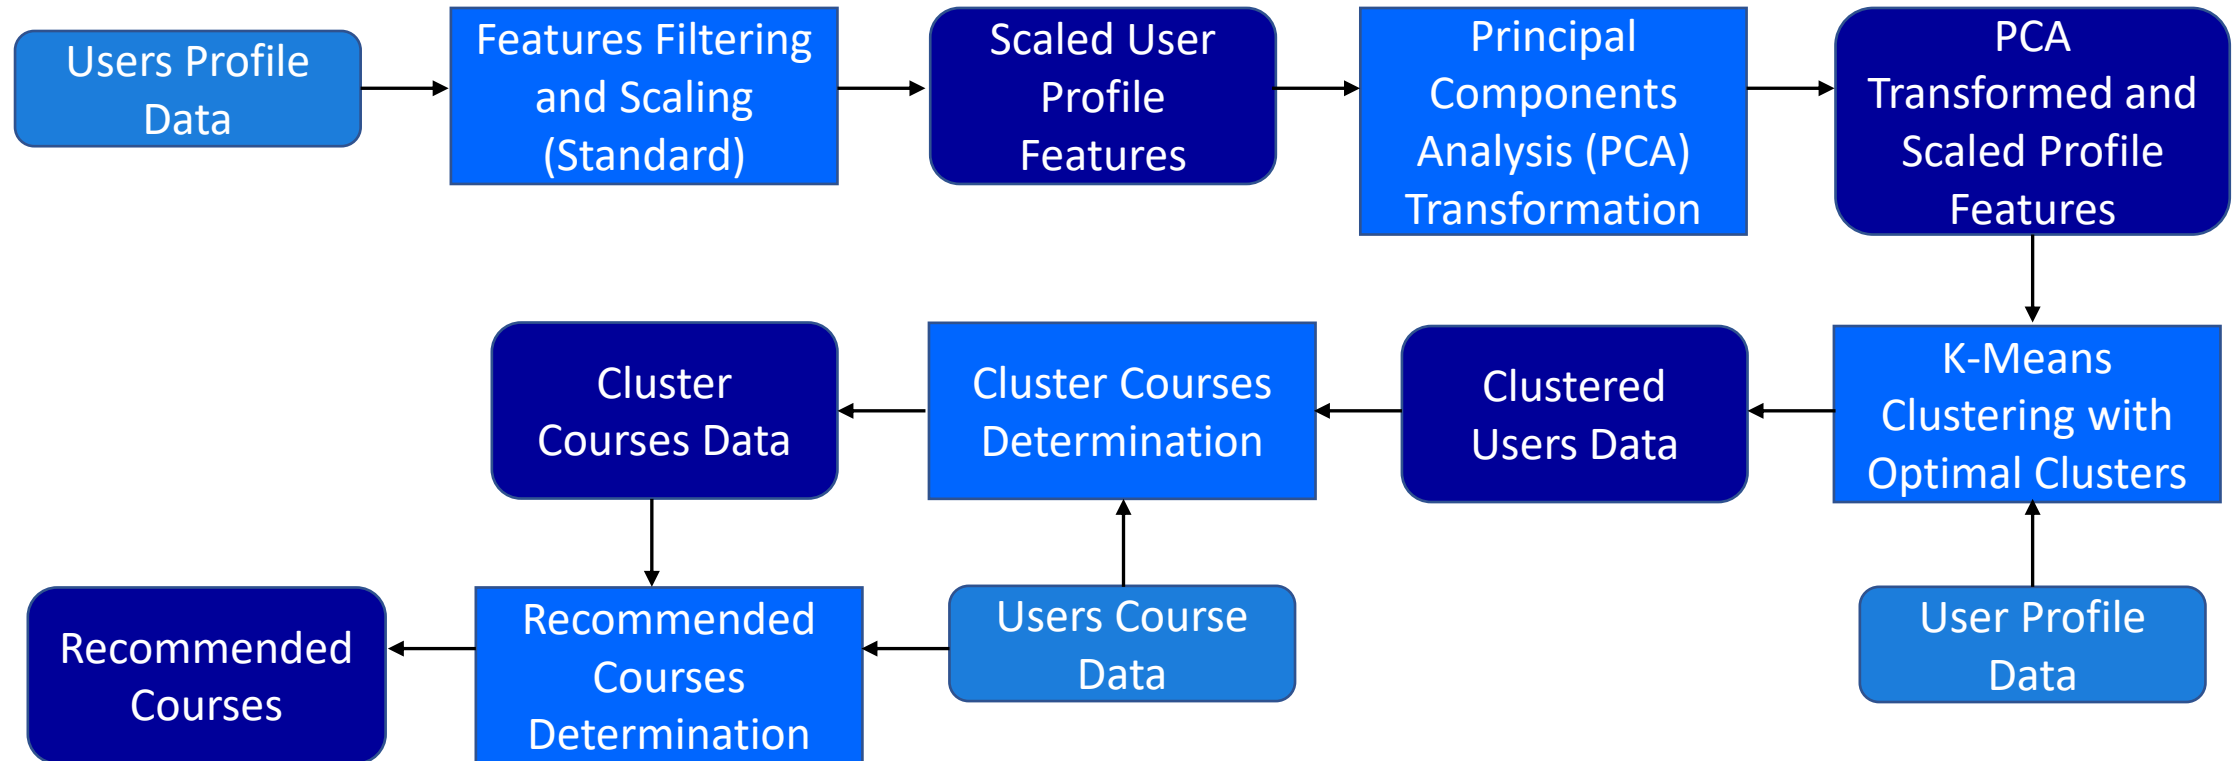 Users Profile
Data
Features Filtering
and Scaling
(Standard)
Scaled User
Profile
Features
Principal
Components
Analysis (PCA)
Transformation
PCA
Transformed and
Scaled Profile
Features
K-Means
Clustering with
Optimal Clusters
Clustered
Users Data
Cluster Courses
Determination
Cluster
Courses Data
Recommended
Courses
Recommended
Courses
Determination
Users Course
Data
User Profile
Data